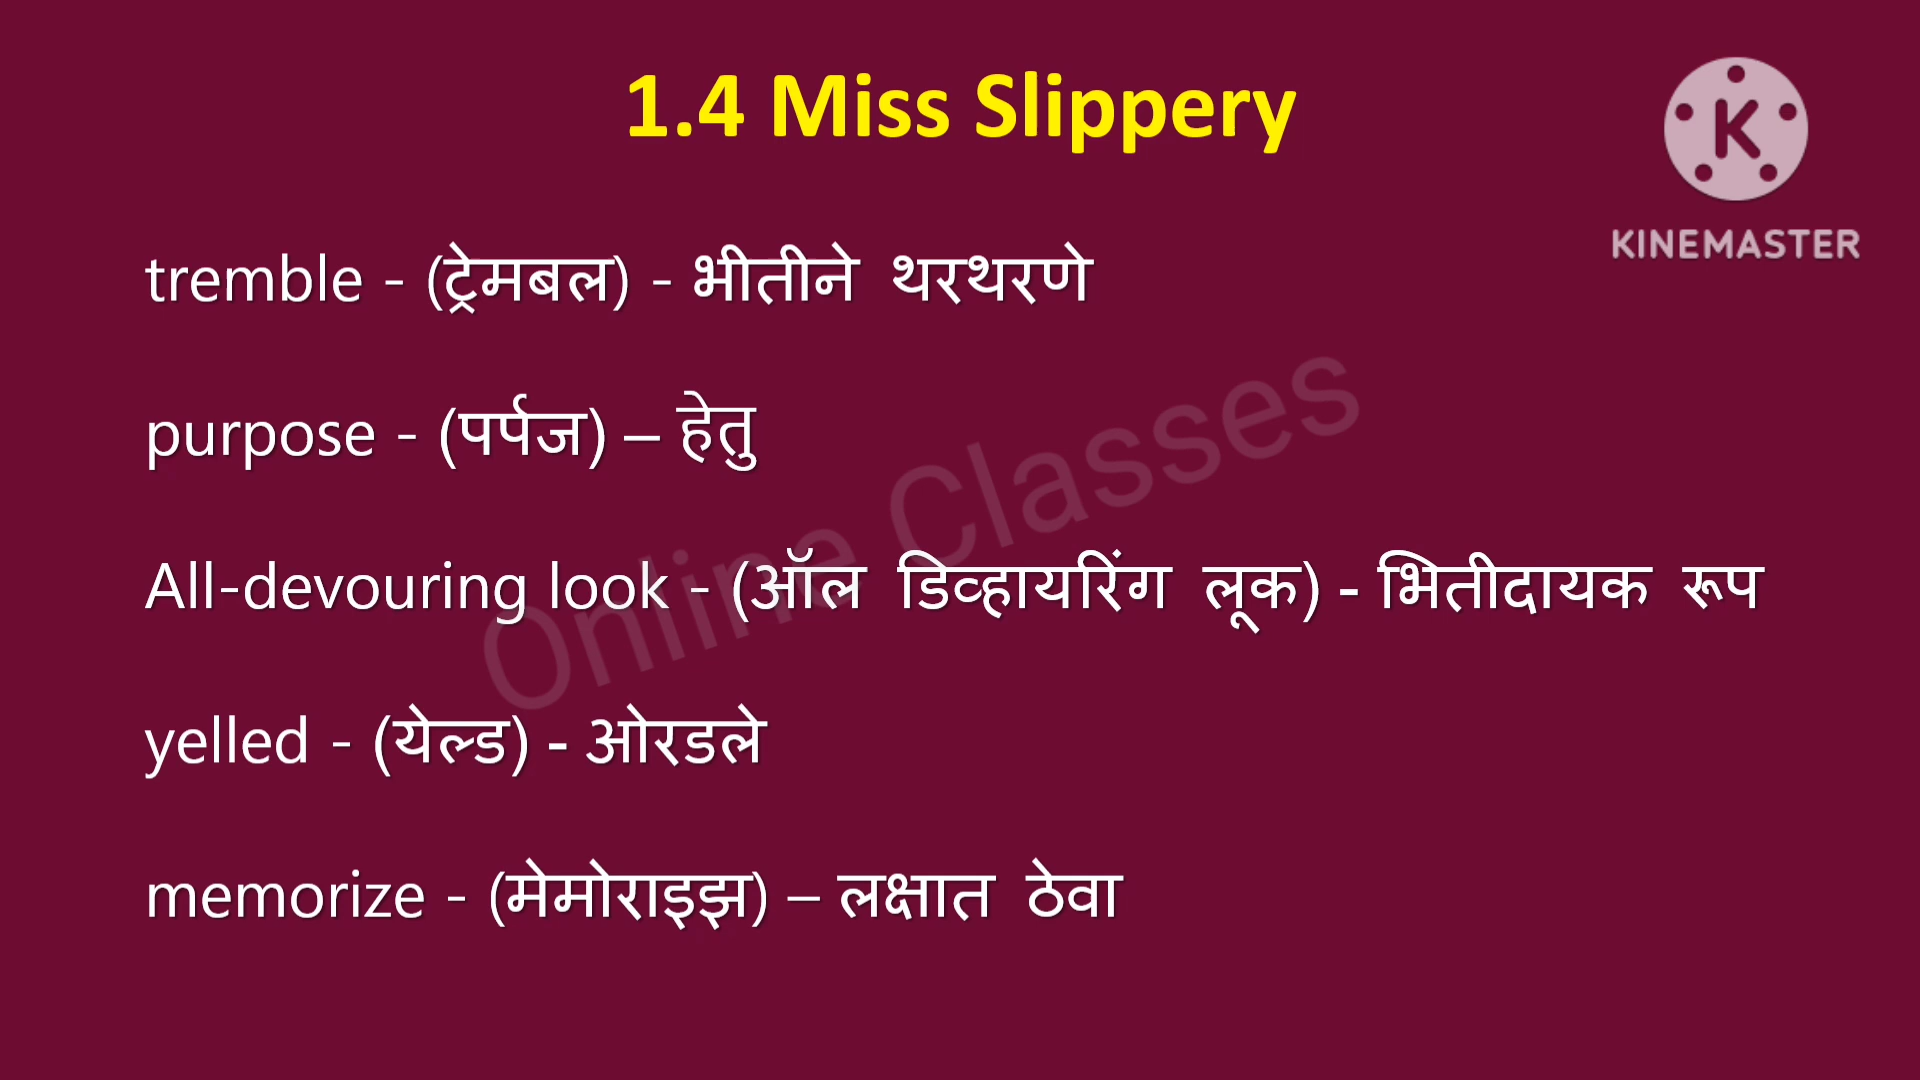 1.4 Miss Slippery
K
KINEMASTER
tremble - (ट्रेमबल) - भीतीने थरथरणे
purpose - (पर्पज) – हेतु
All-devouring look - (ऑल डिव्हायरिंग लूक) - भितीदायक रूप
yelled - (येल्ड) - ओरडले
memorize - (मेमोराइझ) – लक्षात ठेवा
Online Classes